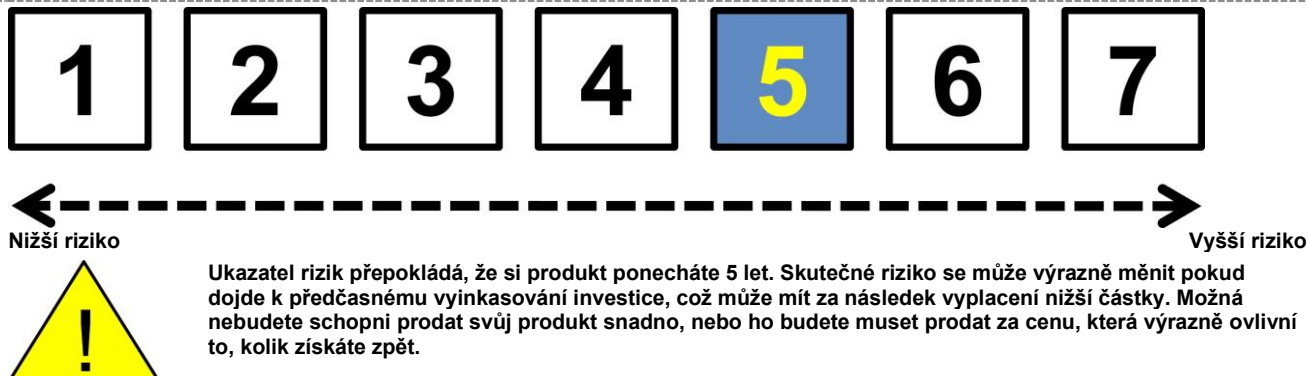 1 2 3 4 5 6 7
Nižší riziko Vyšší riziko
Ukazatel rizik přepokládá, že si produkt ponecháte 5 let. Skutečné riziko se může výrazně měnit pokud
dojde k předčasnému vyinkasování investice, což může mít za následek vyplacení nižší částky. Možná
nebudete schopni prodat svůj produkt snadno, nebo ho budete muset prodat za cenu, která výrazně ovlivní
to, kolik získáte zpět.
!